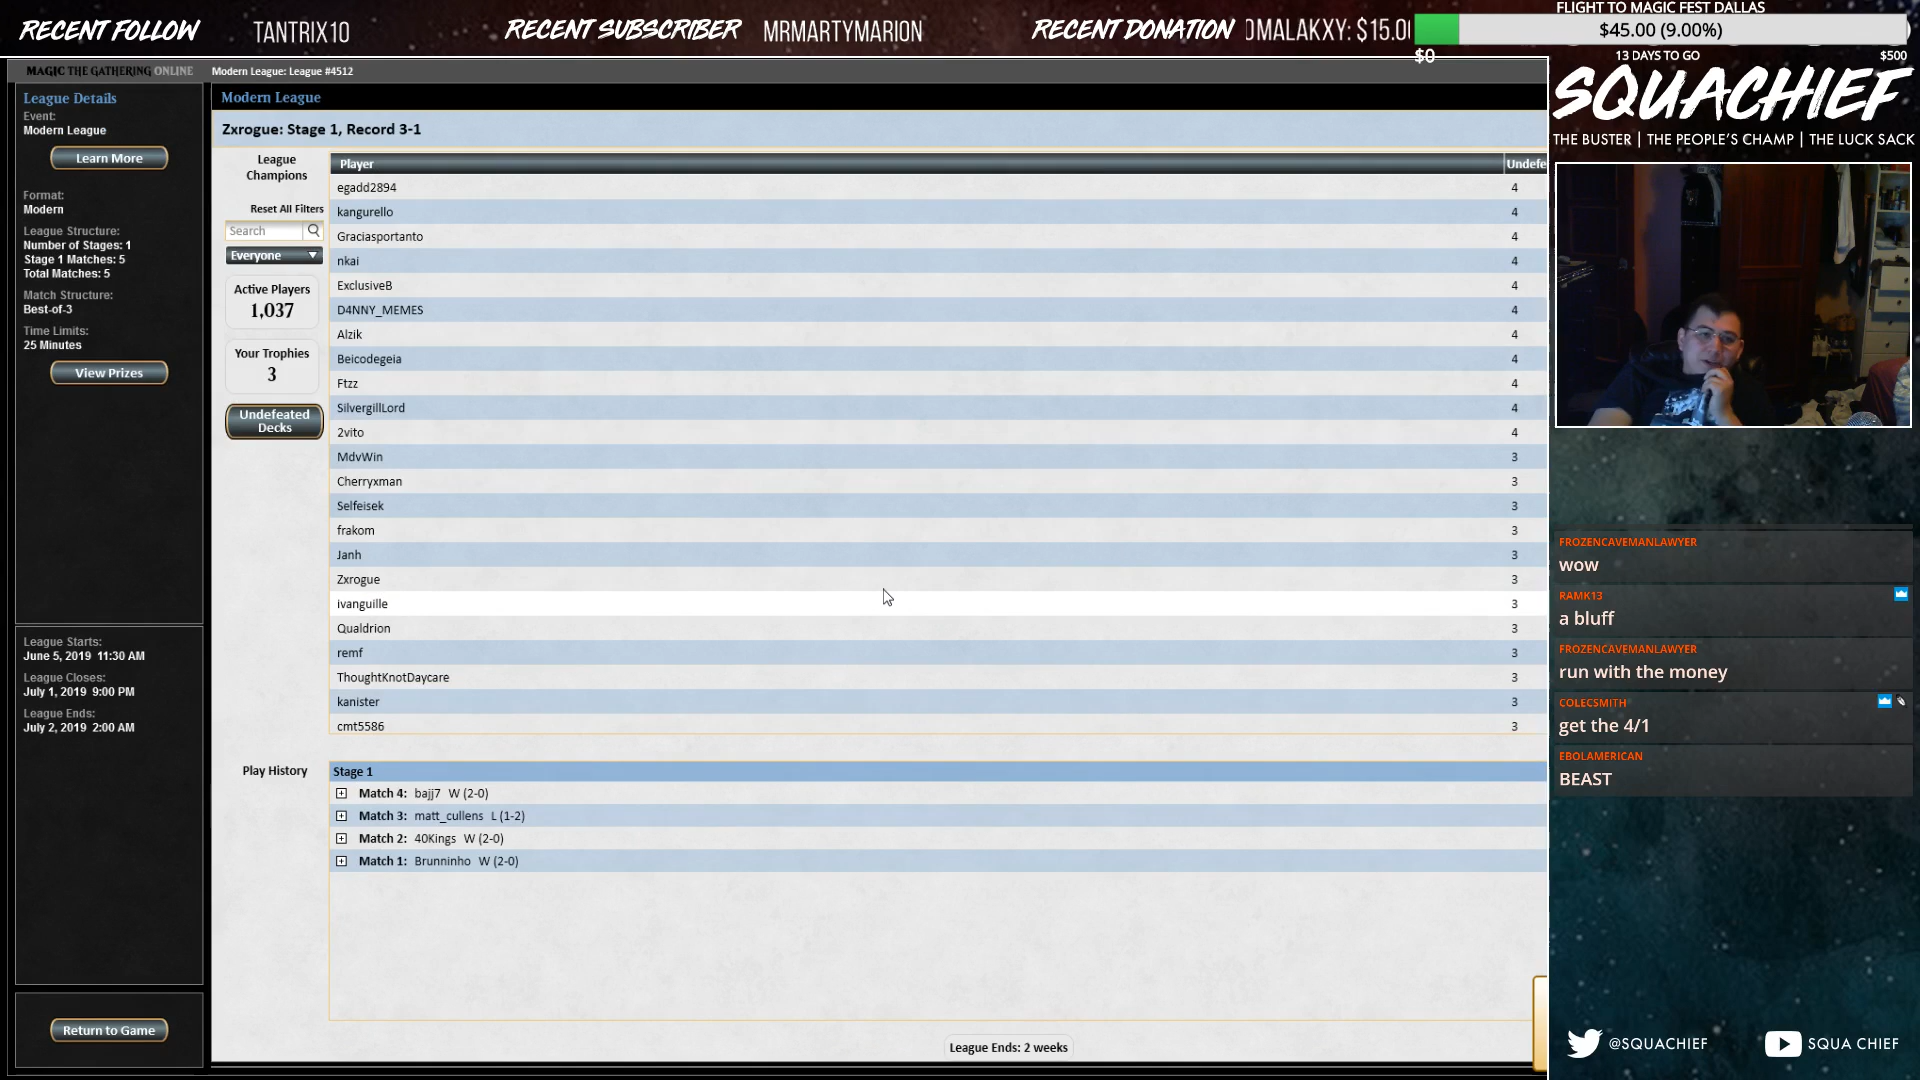 RECENT FOLLOW TANTRIX10 RECENT SUBSCRIBER MRMARTYMARION RECENT DONATION OMALAKXY: $15.0
FLIGHT TO MAGIC FEST DALLAS
$45.00 (9.00%)
$0 13 DAYS TO GO $500
SQUACHIEF
THE BUSTER | THE PEOPLE'S CHAMP | THE LUCK SACK
MAGIC THE GATHERING ONLINE Modern League: League #4512
League Details
Event:
Modern League
Learn More
Format:
Modern
League Structure:
Number of Stages: 1
Stage 1 Matches: 5
Total Matches: 5
Match Structure:
Best-of-3
Time Limits:
25 Minutes
View Prizes
League Starts:
June 5, 2019 11:30 AM
League Closes:
July 1, 2019 9:00 PM
League Ends:
July 2, 2019 2:00 AM
Return to Game
Modern League
Zxrogue: Stage 1, Record 3-1
League
Champions
Reset All Filters
Search
Everyone
Active Players
1,037
Your Trophies
3
Undefeated
Decks
Player Undefe
egadd2894 4
kangurello 4
Graciasportanto 4
nkai 4
ExclusiveB 4
D4NNY_MEMES 4
Alzik 4
Beicodegeia 4
Ftzz 4
SilvergillLord 4
2vito 4
MdvWin 3
Cherryxman 3
Selfeisek 3
frakom 3
Janh 3
Zxrogue 3
ivanguille 3
Qualdrion 3
remf 3
ThoughtKnotDaycare 3
kanister 3
cmt5586 3
Play History
Stage 1
Match 4: bajj7 W (2-0)
Match 3: matt_cullens L (1-2)
Match 2: 40Kings W (2-0)
Match 1: Brunninho W (2-0)
League Ends: 2 weeks
FROZENCAVEMANLAWYER
wow
RAMK13
a bluff
FROZENCAVEMANLAWYER
run with the money
COLECSMITH
get the 4/1
EBOLAMERICAN
BEAST
@SQUACHIEF SQUA CHIEF